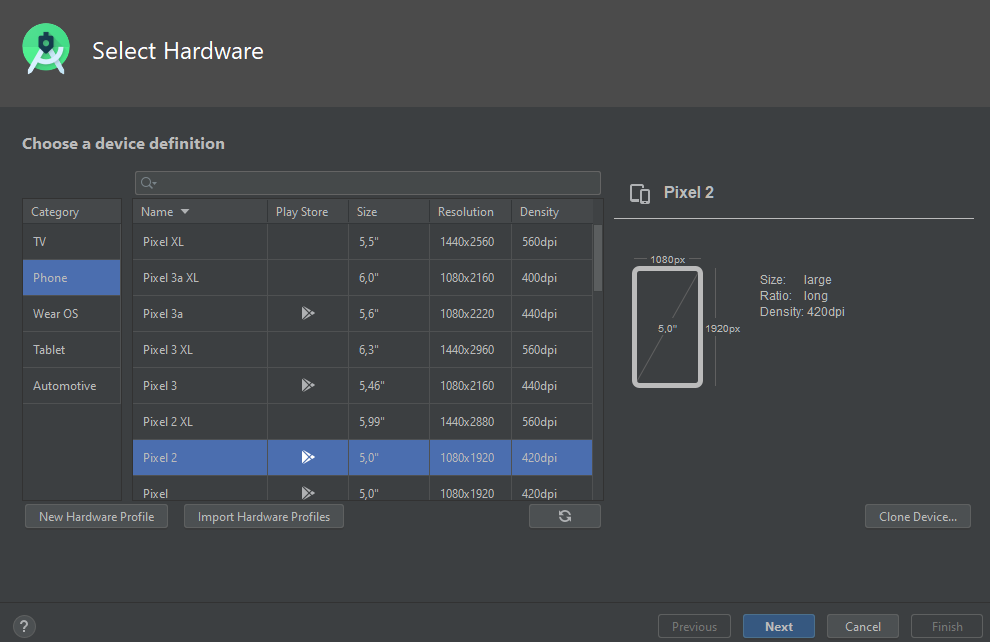 Select Hardware
Choose a device definition
Category
TV
Phone
Wear OS
Tablet
Automotive
Name Play Store Size Resolution Density
Pixel XL 5,5" 1440x2560 560dpi
Pixel 3a XL 6,0" 1080x2160 400dpi
Pixel 3a 5,6" 1080x2220 440dpi
Pixel 3 XL 6,3" 1440x2960 560dpi
Pixel 3 5,46" 1080x2160 440dpi
Pixel 2 XL 5,99" 1440x2880 560dpi
Pixel 2 5,0" 1080x1920 420dpi
Pixel 5,0" 1080x1920 420dpi
Pixel 2
1080px
5,0"
1920px
Size: large
Ratio: long
Density: 420dpi
New Hardware Profile Import Hardware Profiles Clone Device...
? Previous Next Cancel Finish